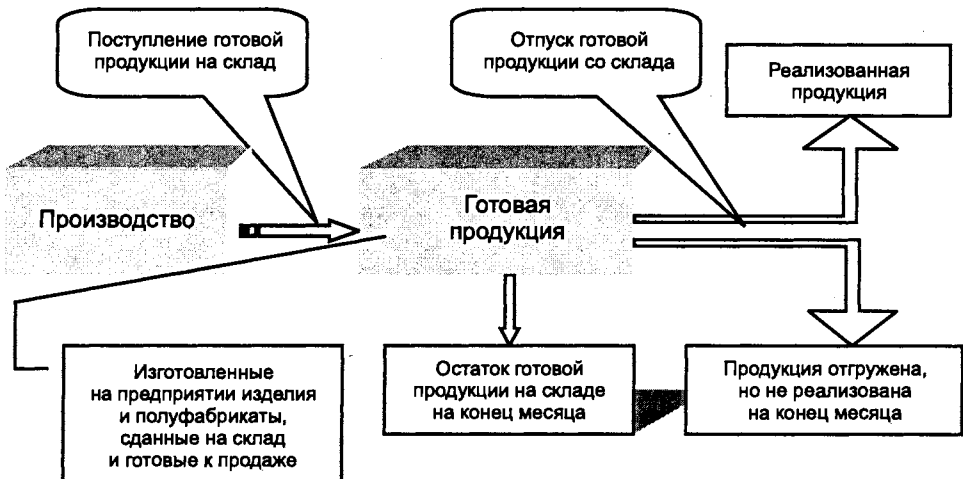 Поступление готовой
продукции на склад
Отпуск готовой
продукции со склада
Реализованная
продукция
Производство
Готовая
продукция
Изготовленные
на предприятии изделия
и полуфабрикаты,
сданные на склад
и готовые к продаже
Остаток готовой
продукции на складе
на конец месяца
Продукция отгружена,
но не реализована
на конец месяца